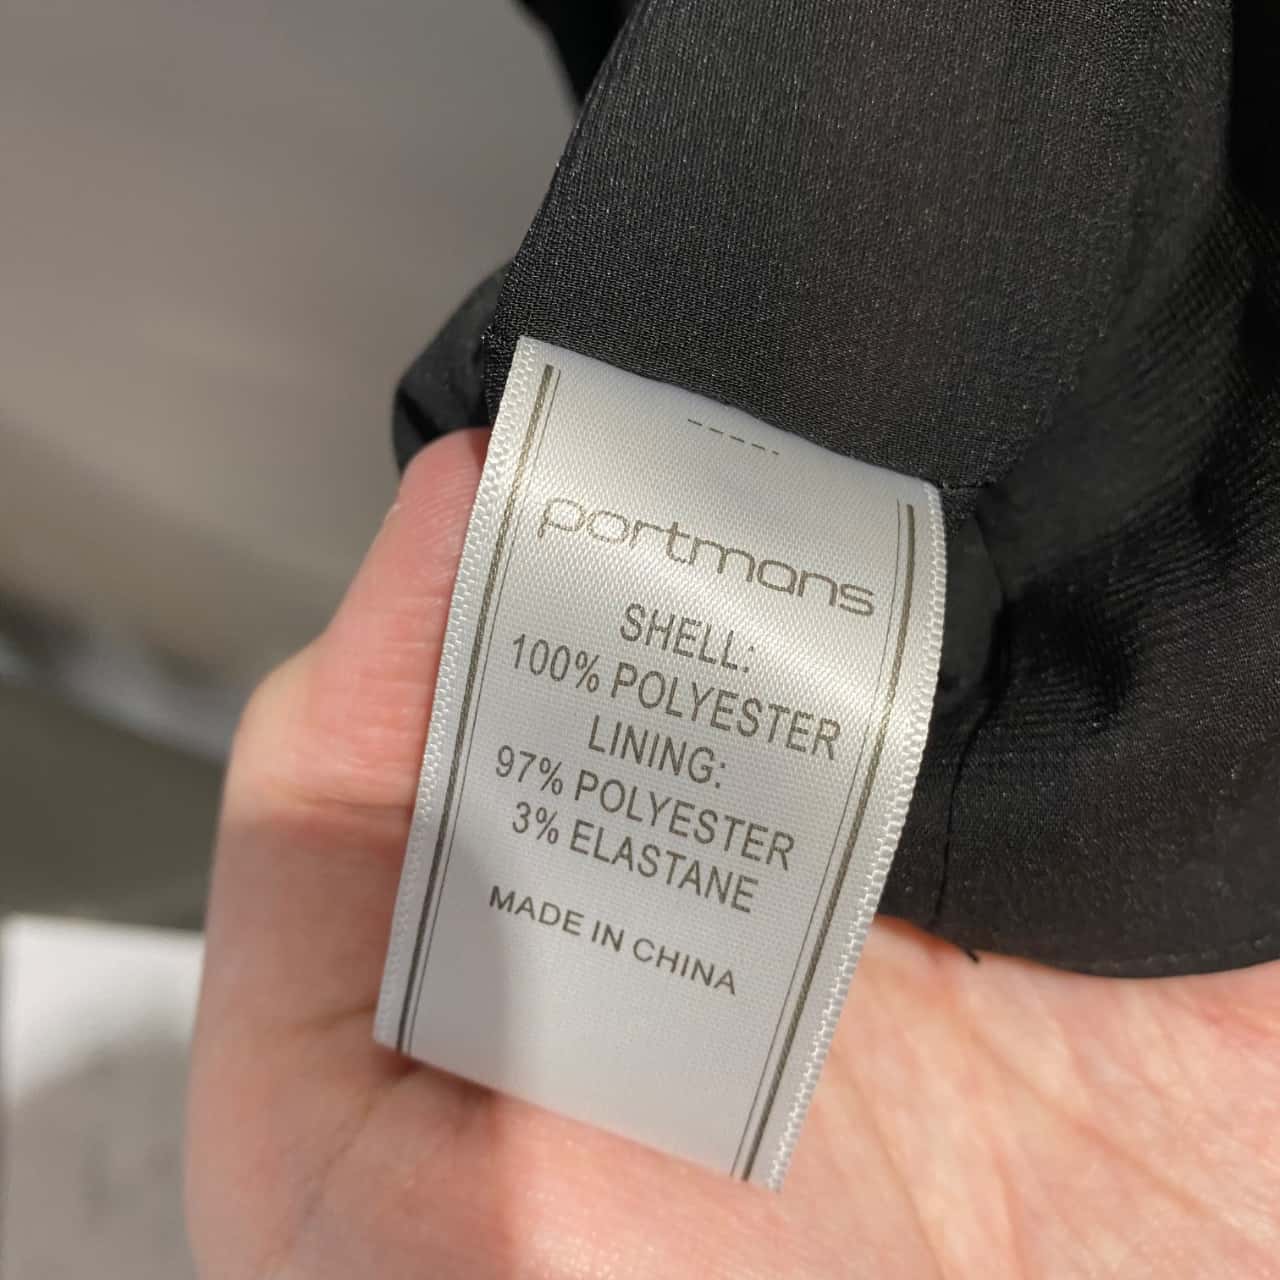 portmans
SHELL:
100% POLYESTER
LINING:
97% POLYESTER
3% ELASTANE
MADE IN CHINA